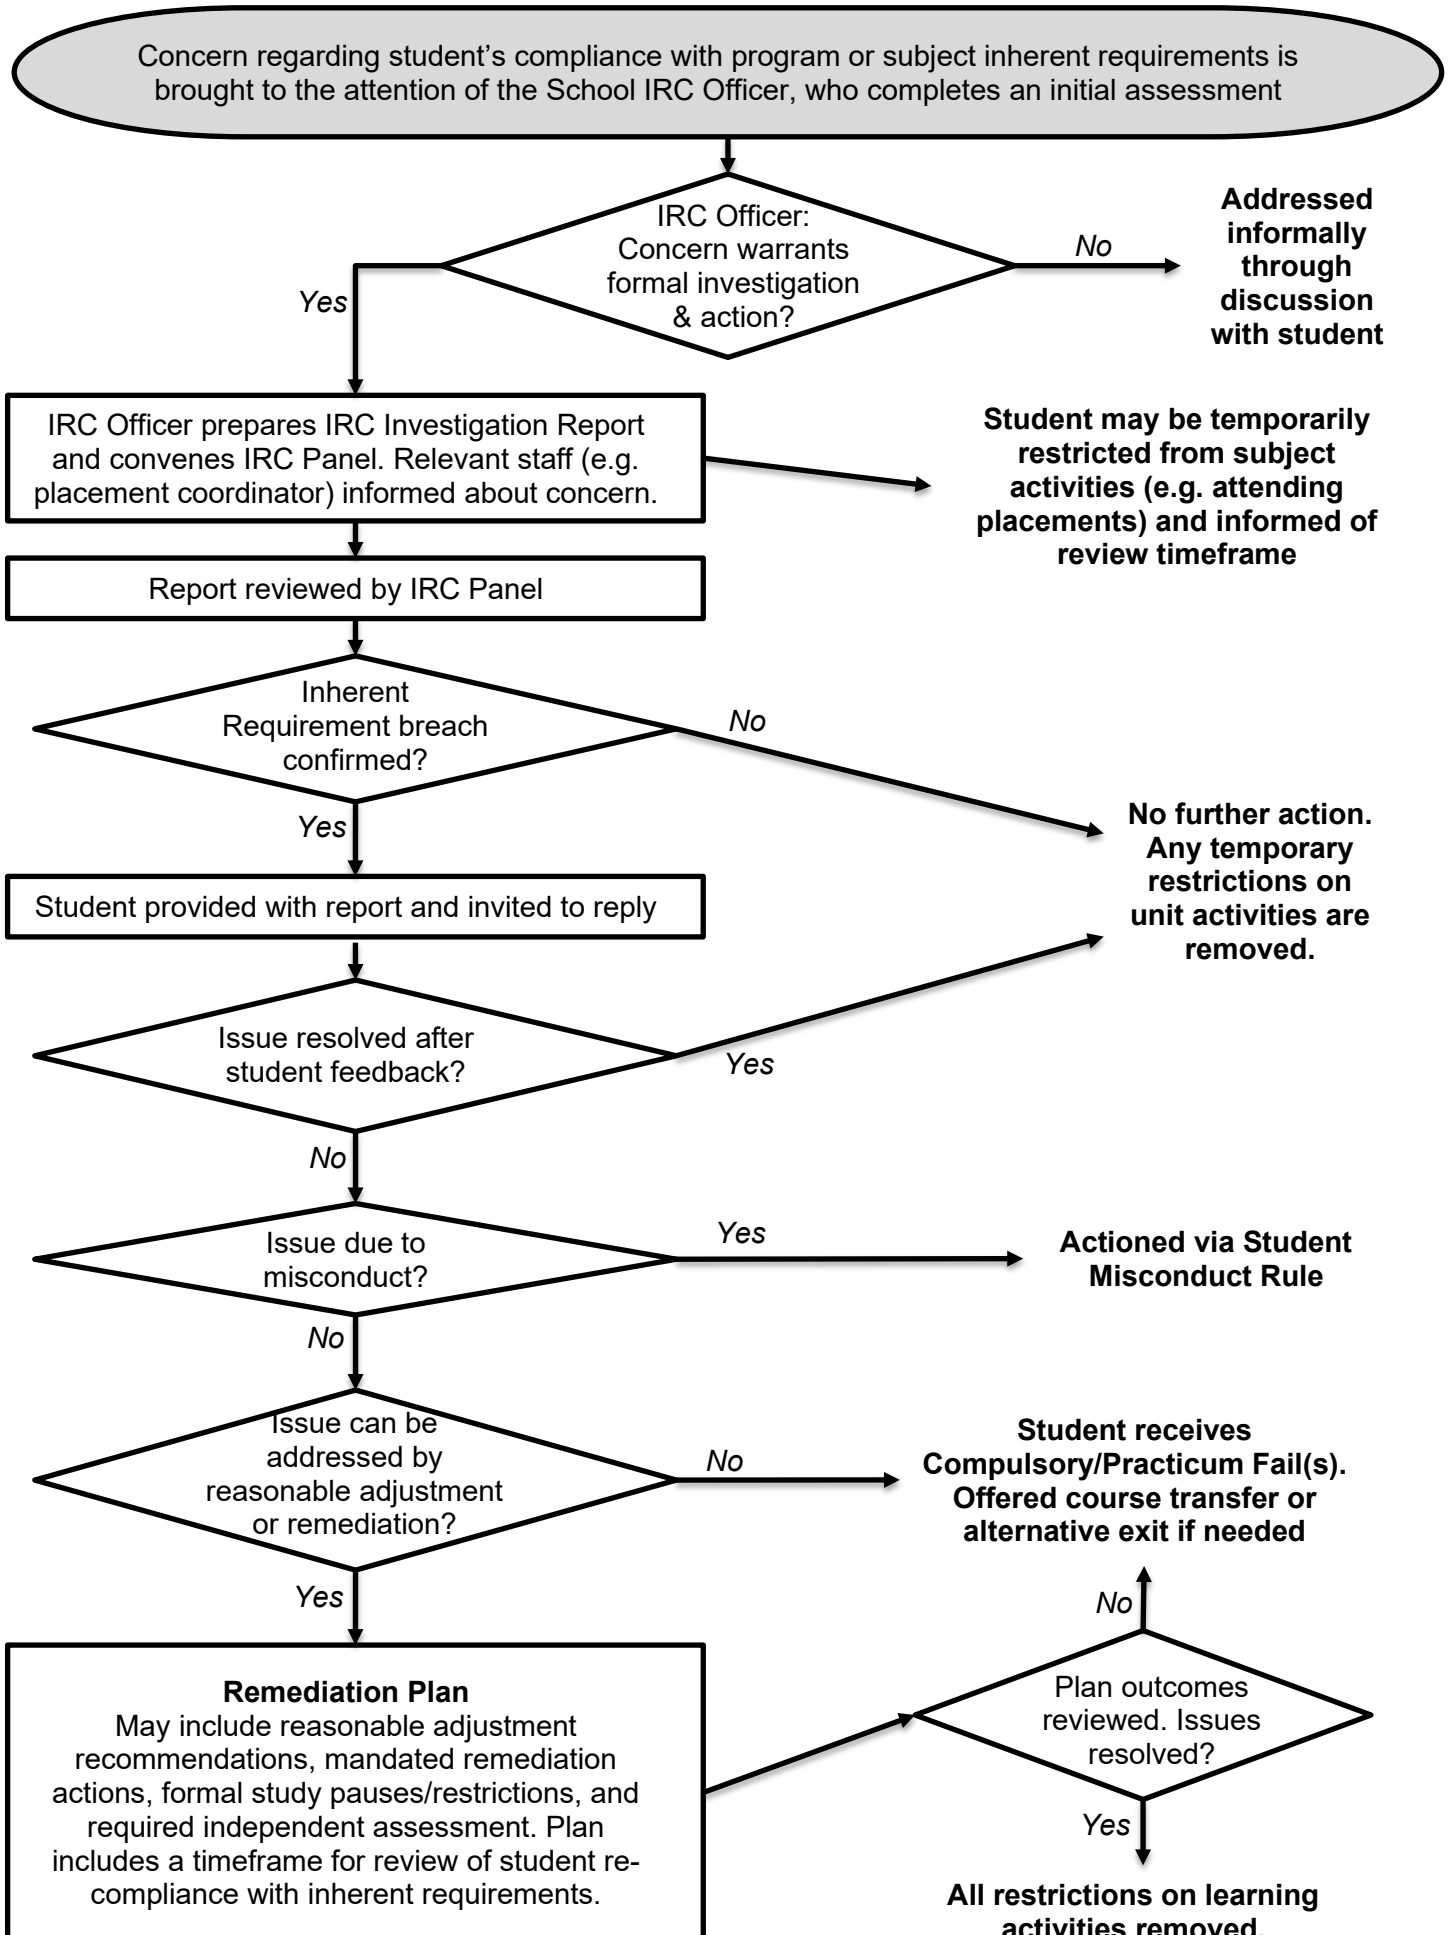 Concern regarding student’s compliance with program or subject inherent requirements is
brought to the attention of the School IRC Officer, who completes an initial assessment
IRC Officer:
Concern warrants
formal investigation
& action?
No
Addressed
informally
through
discussion
with student
Yes
IRC Officer prepares IRC Investigation Report
and convenes IRC Panel. Relevant staff (e.g.
placement coordinator) informed about concern.
Student may be temporarily
restricted from subject
activities (e.g. attending
placements) and informed of
review timeframe
Report reviewed by IRC Panel
Inherent
Requirement breach
confirmed?
No
Yes
No further action.
Any temporary
restrictions on
unit activities are
removed.
Student provided with report and invited to reply
Issue resolved after
student feedback?
Yes
No
Issue due to
misconduct?
Yes
Actioned via Student
Misconduct Rule
No
Issue can be
addressed by
reasonable adjustment
or remediation?
No
Student receives
Compulsory/Practicum Fail(s).
Offered course transfer or
alternative exit if needed
Yes
No
Remediation Plan
May include reasonable adjustment
recommendations, mandated remediation
actions, formal study pauses/restrictions, and
required independent assessment. Plan
includes a timeframe for review of student re-
compliance with inherent requirements.
Plan outcomes
reviewed. Issues
resolved?
Yes
All restrictions on learning
activities removed.